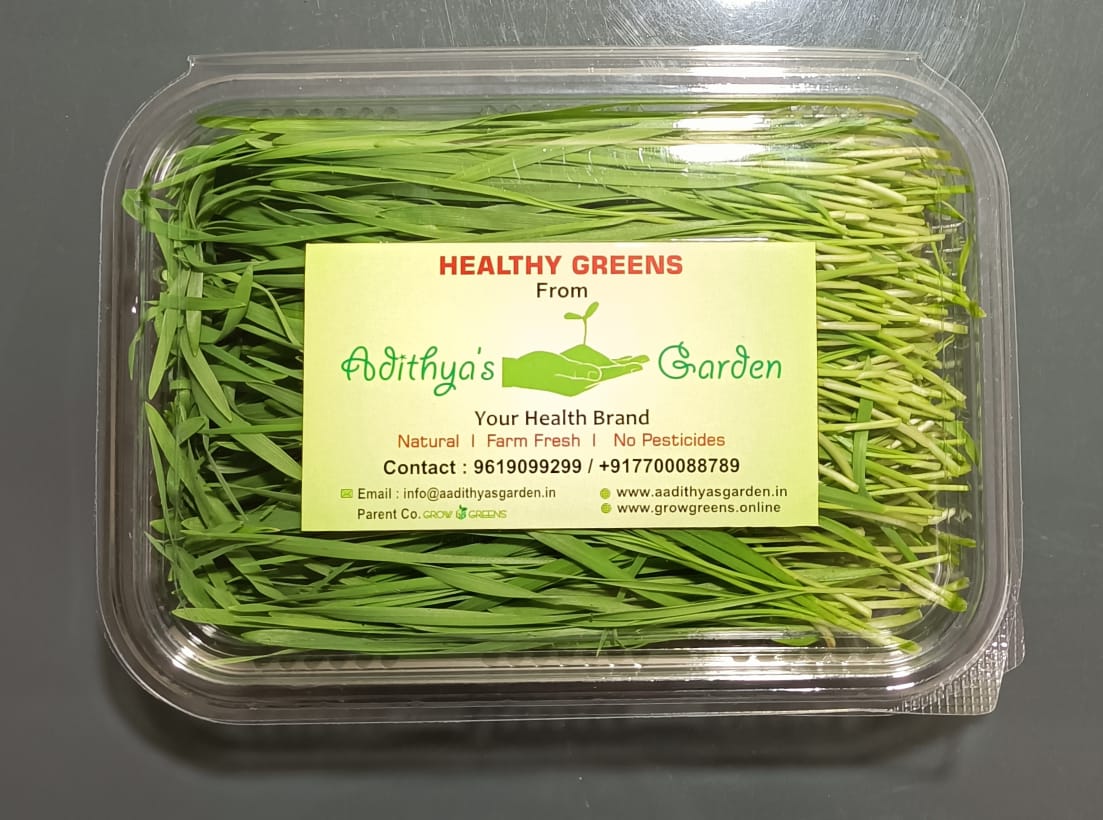 HEALTHY GREENS
From
Adithya's Garden
Your Health Brand
Natural | Farm Fresh | No Pesticides
Contact : 9619099299 / +917700088789
Email : info@aadithyasgarden.in
Parent Co. GROW GREENS
www.aadithyasgarden.in
www.growgreens.online